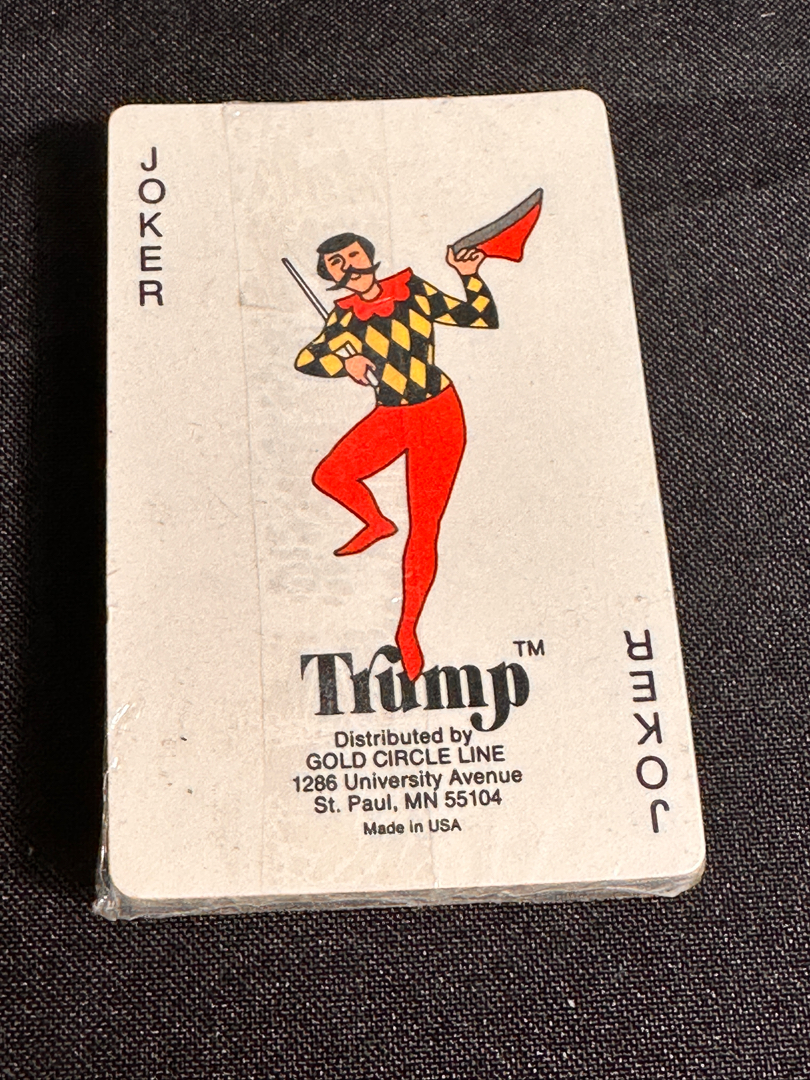 JOKER
Trump™
Distributed by
GOLD CIRCLE LINE
1286 University Avenue
St. Paul, MN 55104
Made in USA
JOKER